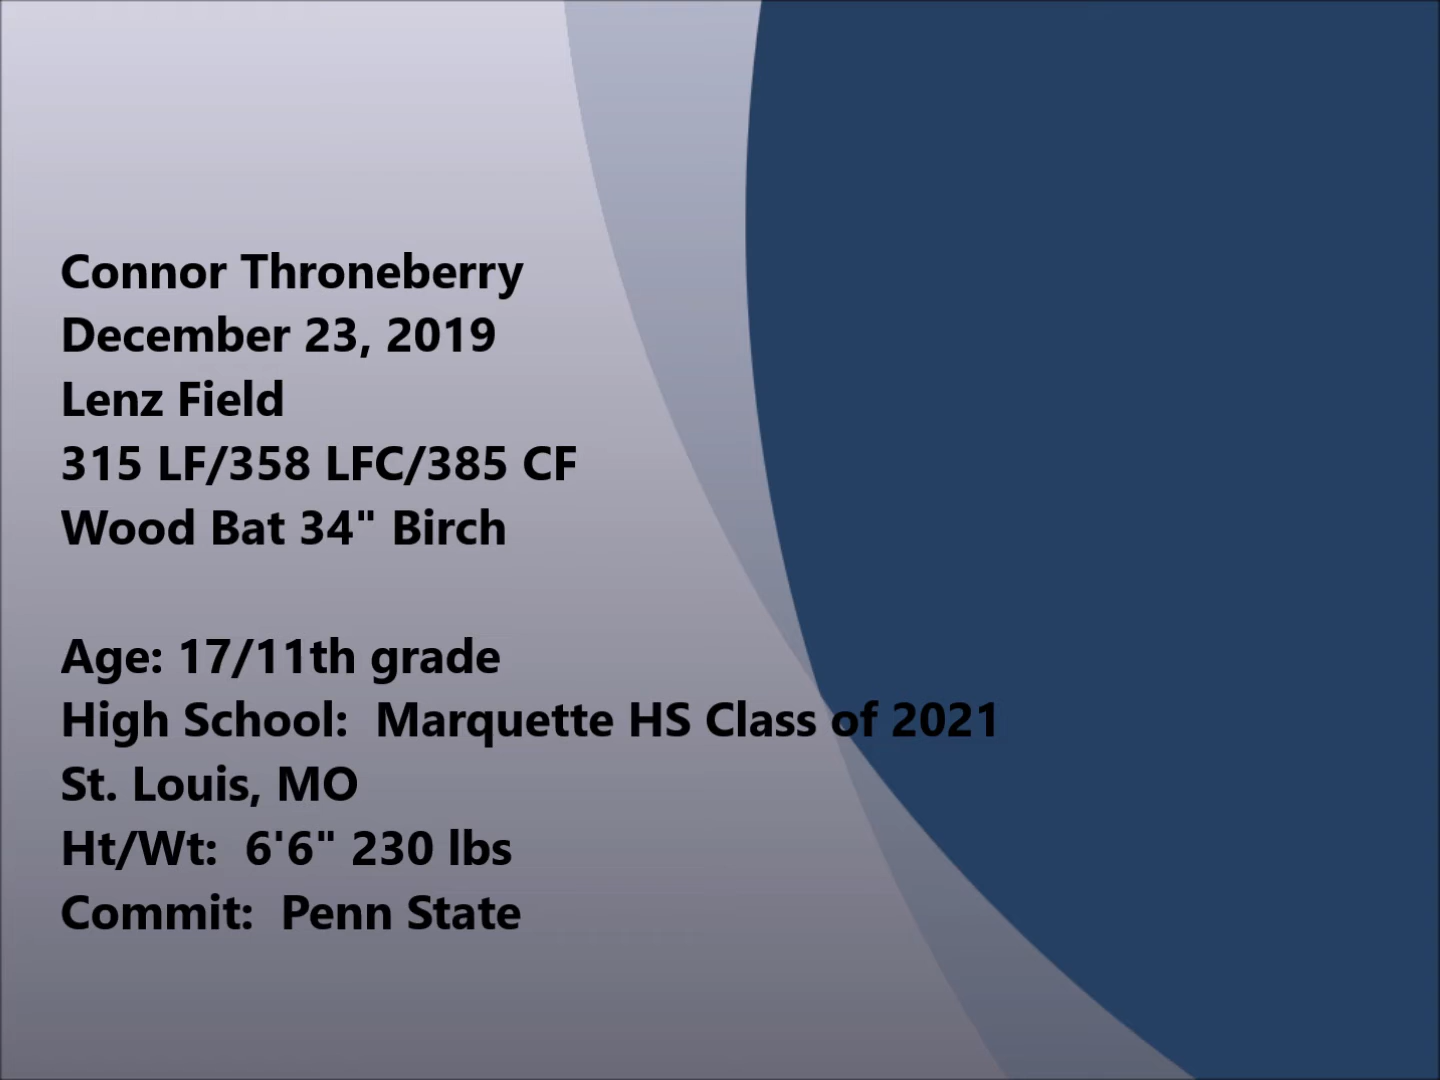 Connor Throneberry
December 23, 2019
Lenz Field
315 LF/358 LFC/385 CF
Wood Bat 34" Birch
Age: 17/11th grade
High School:  Marquette HS Class of 2021
St. Louis, MO
Ht/Wt:  6'6" 230 lbs
Commit:  Penn State